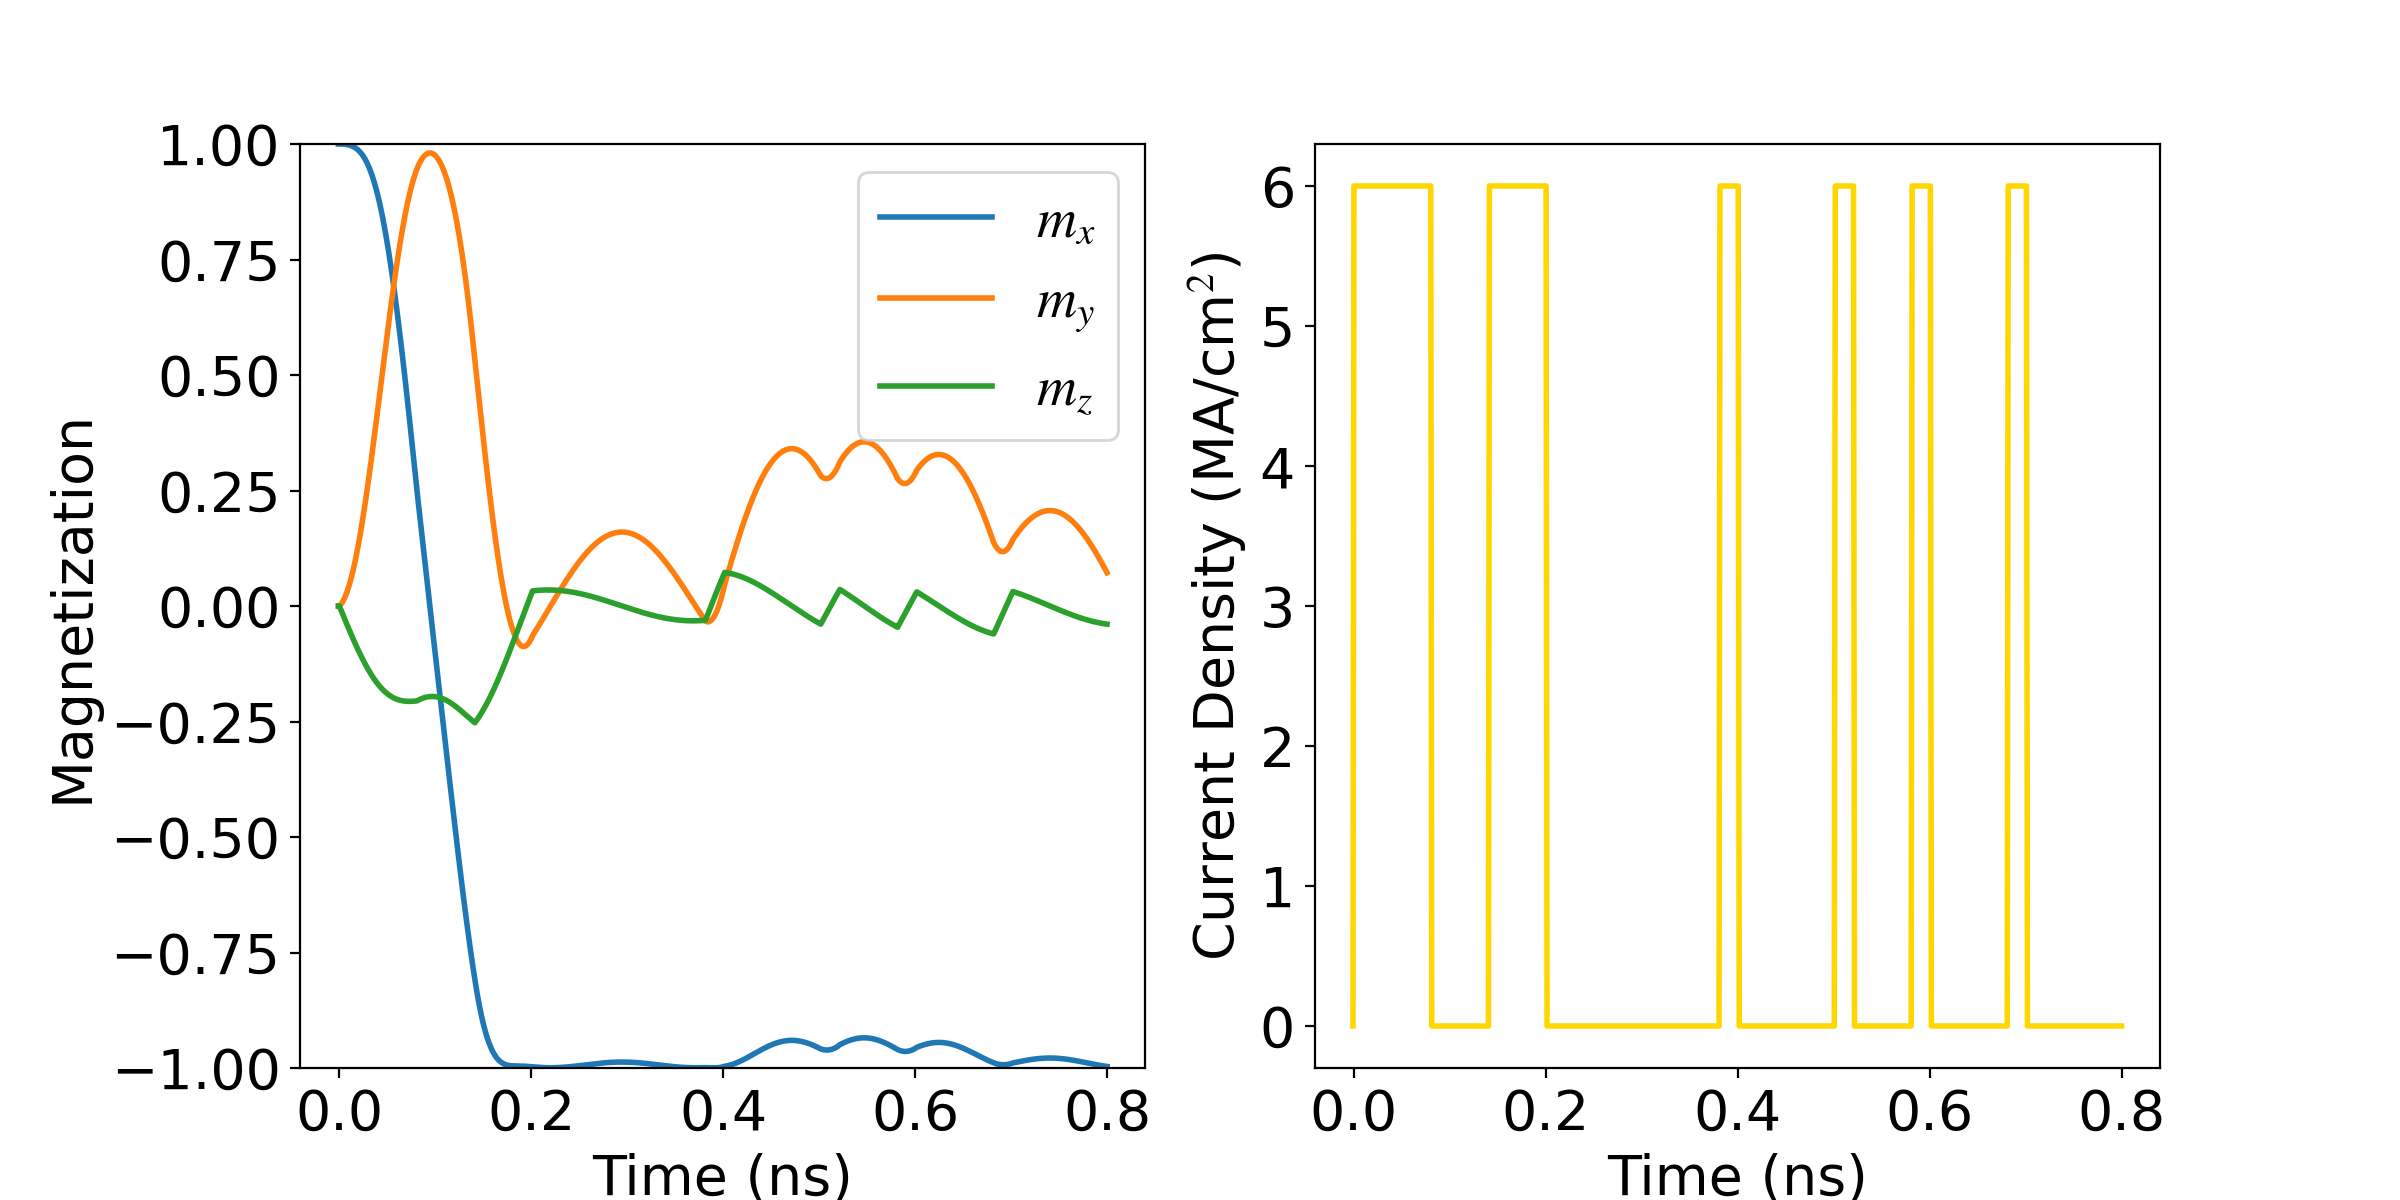 1.00
0.75
0.50
0.25
0.00
−0.25
−0.50
−0.75
−1.00
Magnetization
0.0 0.2 0.4 0.6 0.8
Time (ns)
m_x
m_y
m_z
6
5
4
3
2
1
0
Current Density (MA/cm²)
0.0 0.2 0.4 0.6 0.8
Time (ns)